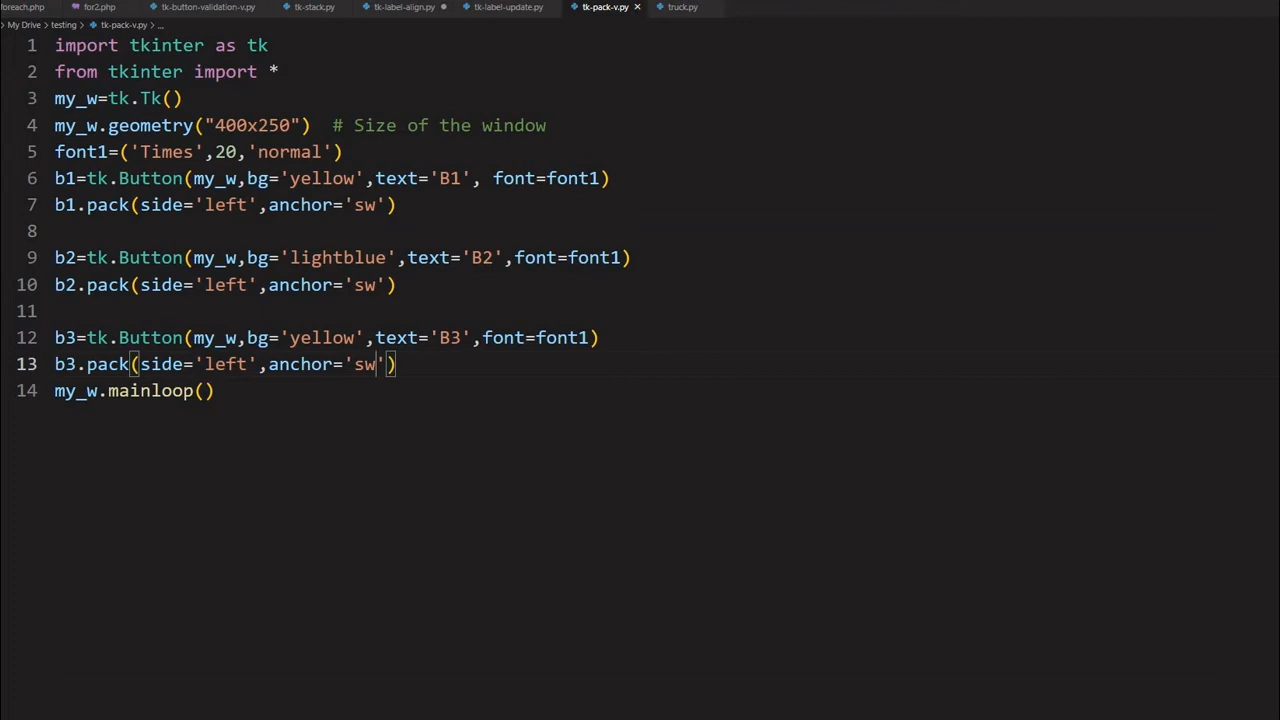 foreach.php for2.php tk-button-validation-v.py tk-stack.py tk-label-align.py tk-label-update.py tk-pack-v.py truck.py
My Drive > testing > tk-pack-v.py > ...
1 import tkinter as tk
2 from tkinter import *
3 my_w=tk.Tk()
4 my_w.geometry("400x250")  # Size of the window
5 font1=('Times',20,'normal')
6 b1=tk.Button(my_w,bg='yellow',text='B1', font=font1)
7 b1.pack(side='left',anchor='sw')
8
9 b2=tk.Button(my_w,bg='lightblue',text='B2',font=font1)
10 b2.pack(side='left',anchor='sw')
11
12 b3=tk.Button(my_w,bg='yellow',text='B3',font=font1)
13 b3.pack(side='left',anchor='sw')
14 my_w.mainloop()